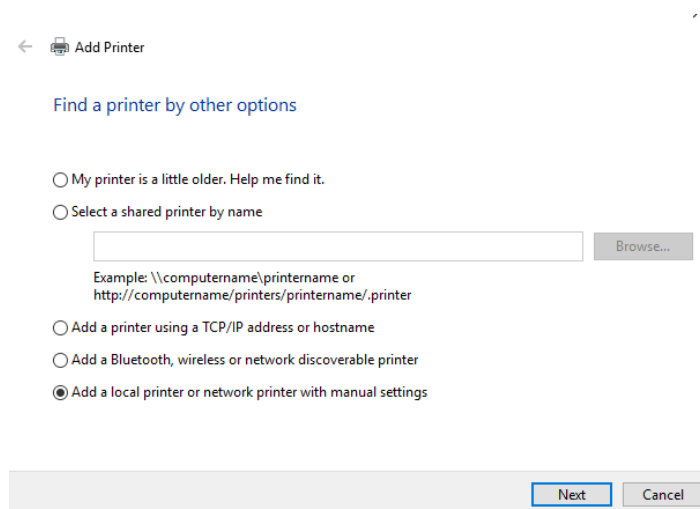 Add Printer
Find a printer by other options
My printer is a little older. Help me find it.
Select a shared printer by name
Browse...
Example: \\computername\printername or
http://computername/printers/printername/.printer
Add a printer using a TCP/IP address or hostname
Add a Bluetooth, wireless or network discoverable printer
Add a local printer or network printer with manual settings
Next Cancel